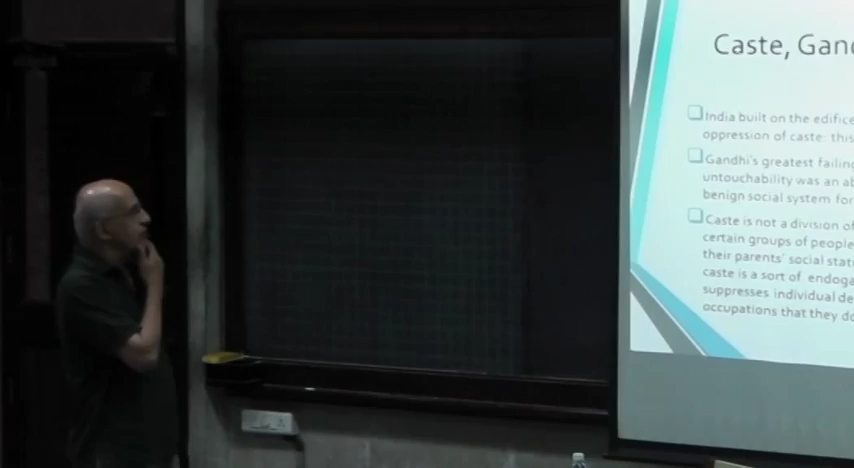 Caste, Gand
India built on the edifice
oppression of caste: this
Gandhi's greatest failing
untouchability was an ab
benign social system for
Caste is not a division of
certain groups of people
their parents' social stat
caste is a sort of endoga
suppresses individual de
occupations that they do